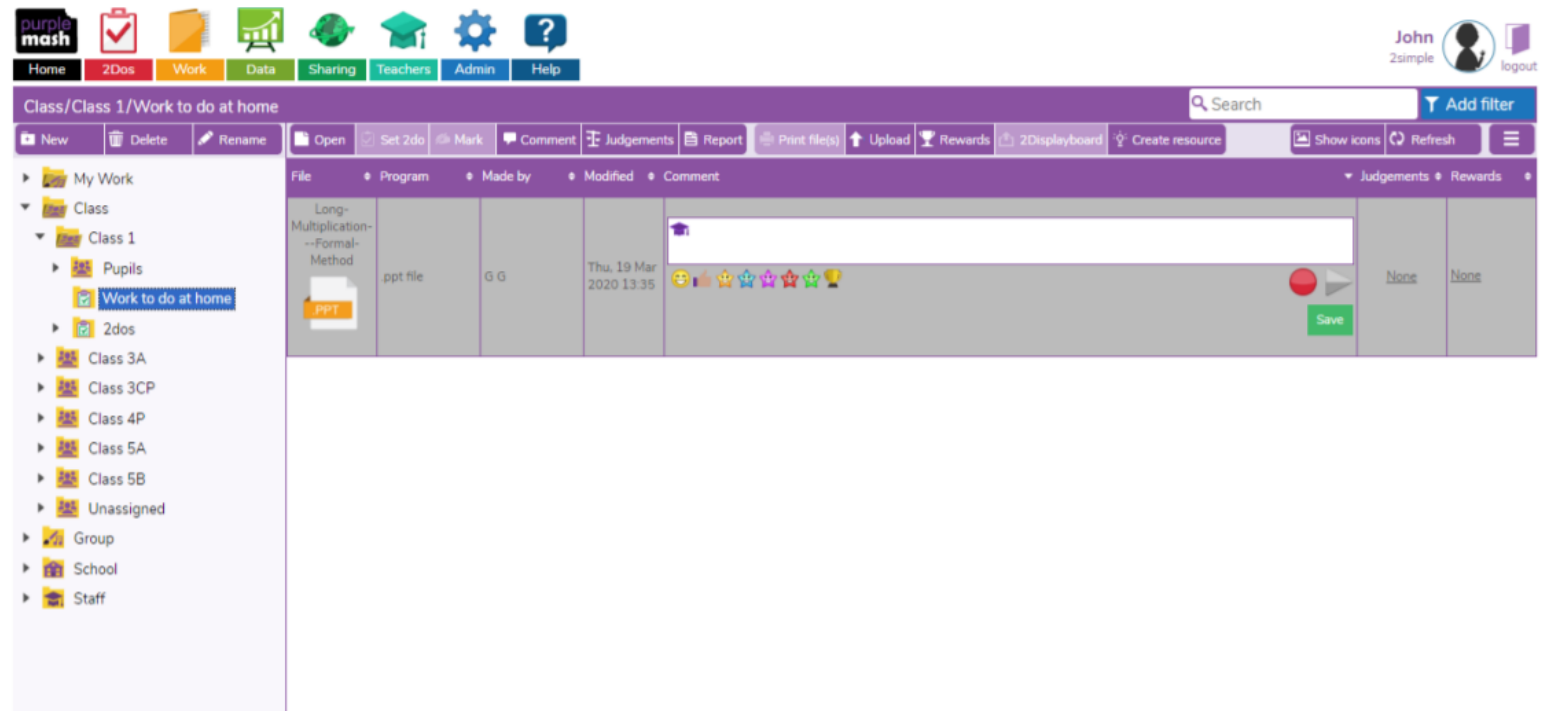 purple
mash
Home 2Dos Work Data Sharing Teachers Admin Help
John
2simple
logout
Class/Class 1/Work to do at home
Search
Add filter
New Delete Rename Open Set 2do Mark Comment Judgements Report Print file(s) Upload Rewards 2Displayboard Create resource Show icons Refresh
My Work
Class
Class 1
Pupils
Work to do at home
2dos
Class 3A
Class 3CP
Class 4P
Class 5A
Class 5B
Unassigned
Group
School
Staff
File Program Made by Modified Comment Judgements Rewards
Long-
Multiplication-
--Formal-
Method
.PPT
.ppt file
G G
Thu, 19 Mar
2020 13:35
Save
None
None